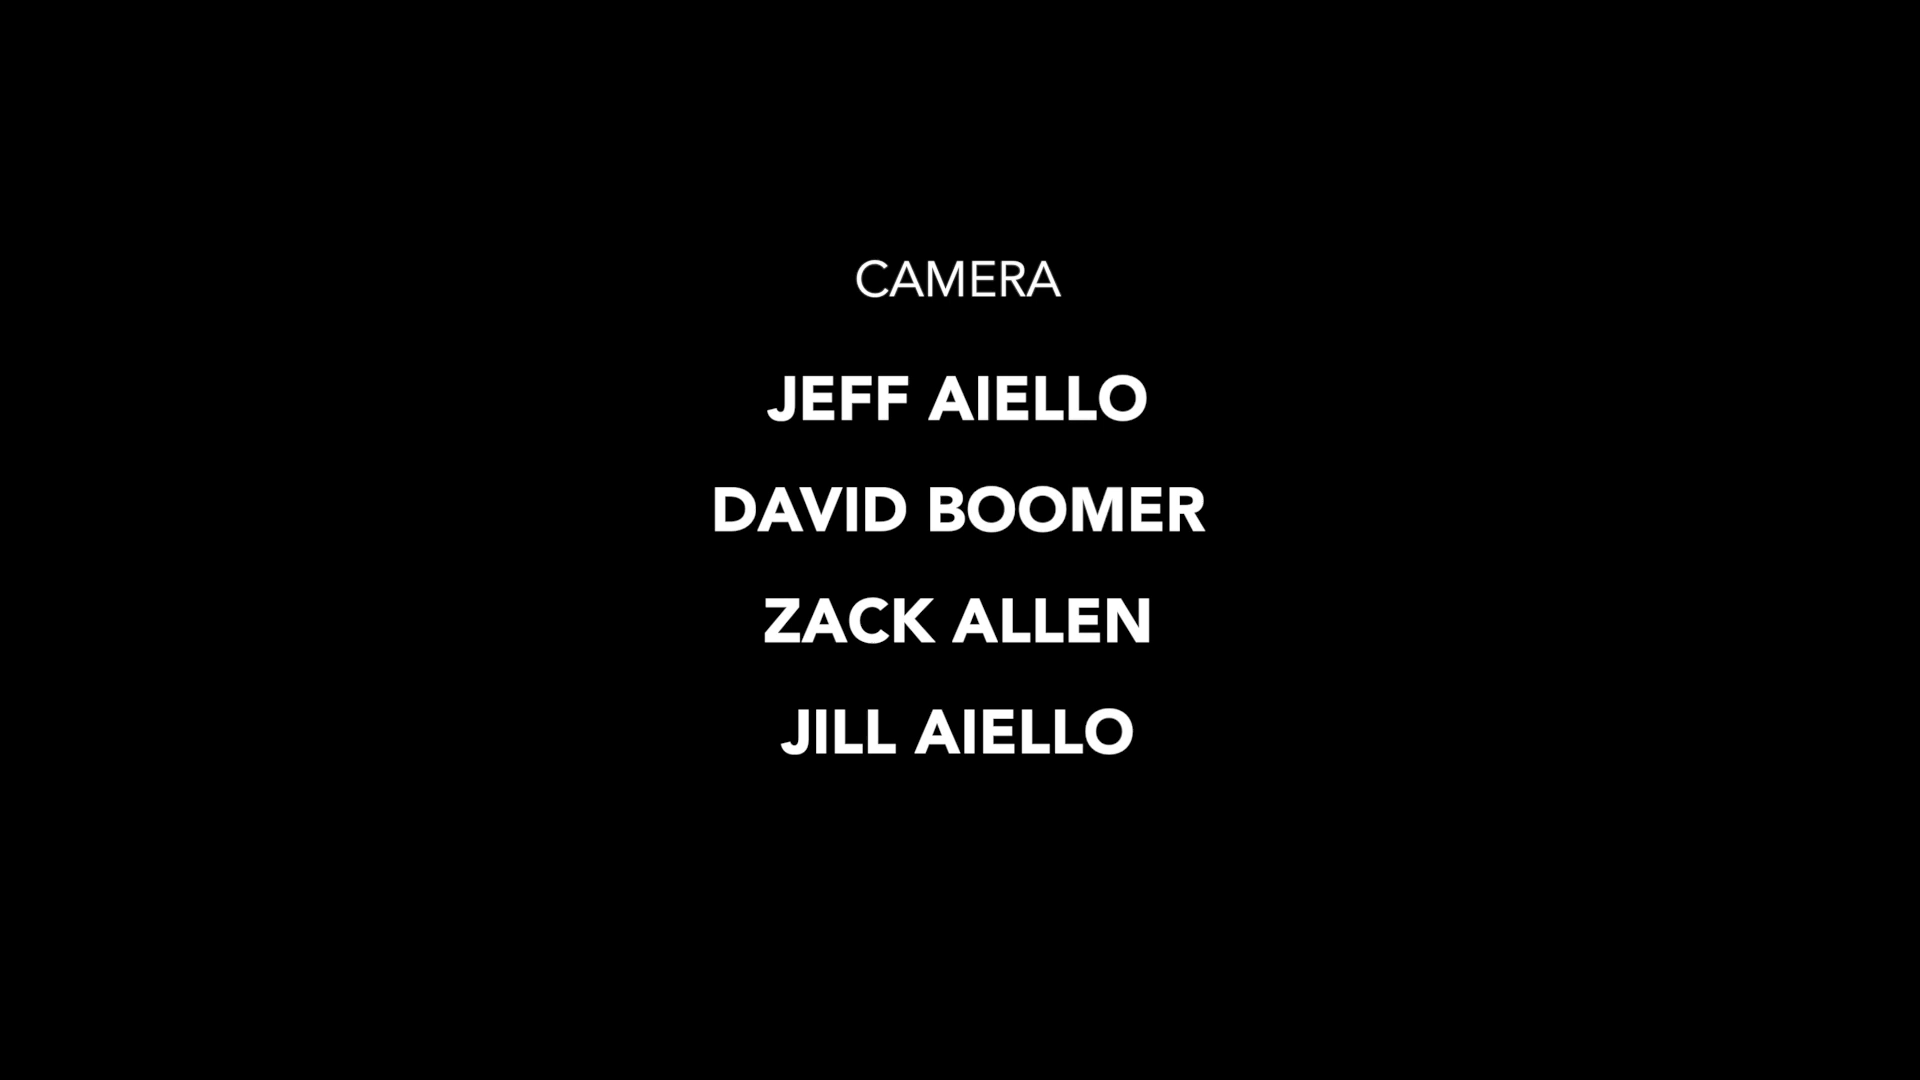 CAMERA
JEFF AIELLO
DAVID BOOMER
ZACK ALLEN
JILL AIELLO